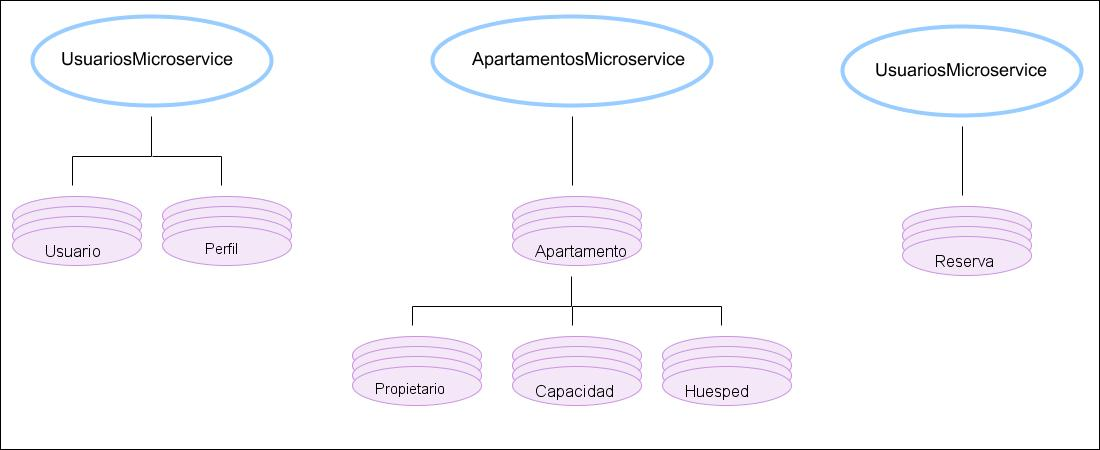 UsuariosMicroservice
ApartamentosMicroservice
UsuariosMicroservice
Usuario
Perfil
Apartamento
Reserva
Propietario
Capacidad
Huesped